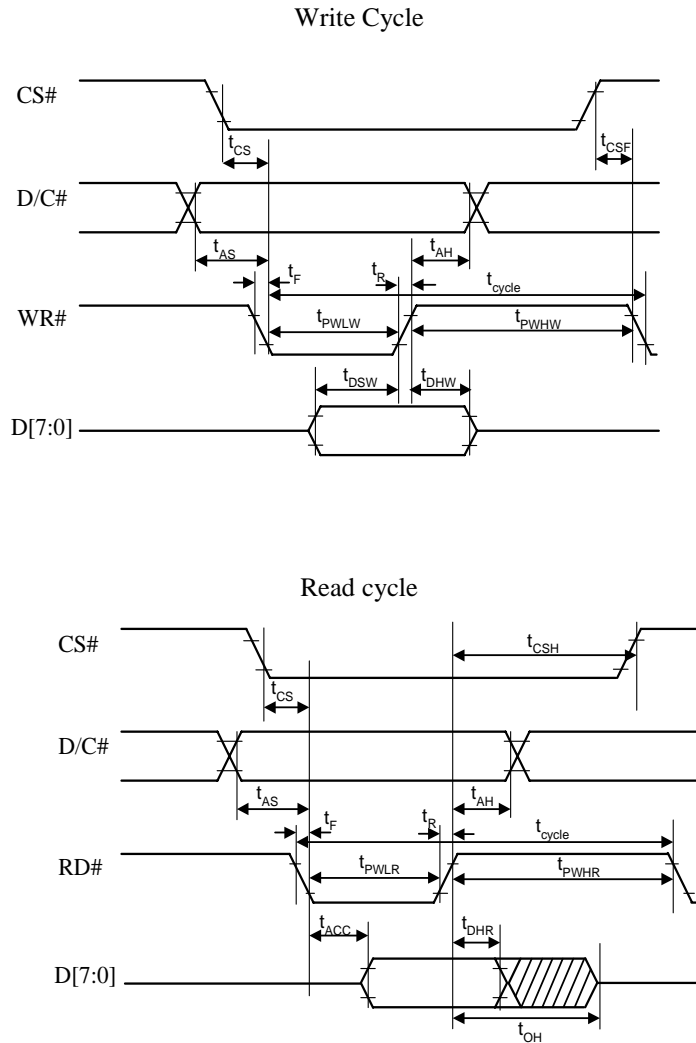 Write Cycle
CS#
tCS
tCSF
D/C#
tAS
tAH
tF
tR
tcycle
WR#
tPWLW
tPWHW
tDSW
tDHW
D[7:0]
Read cycle
CS#
tCSH
tCS
D/C#
tAS
tAH
tF
tR
tcycle
RD#
tPWLR
tPWHR
tACC
tDHR
D[7:0]
tOH